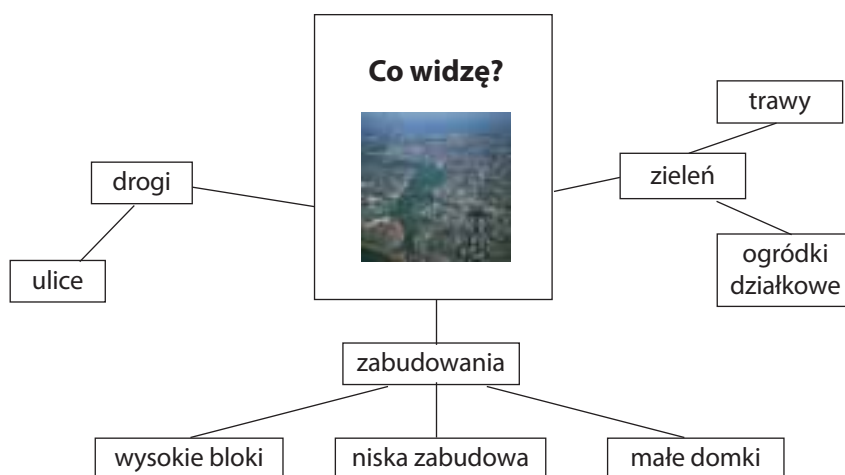 Co widzę?
trawy
drogi
zieleń
ulice
ogródki
działkowe
zabudowania
wysokie bloki
niska zabudowa
małe domki